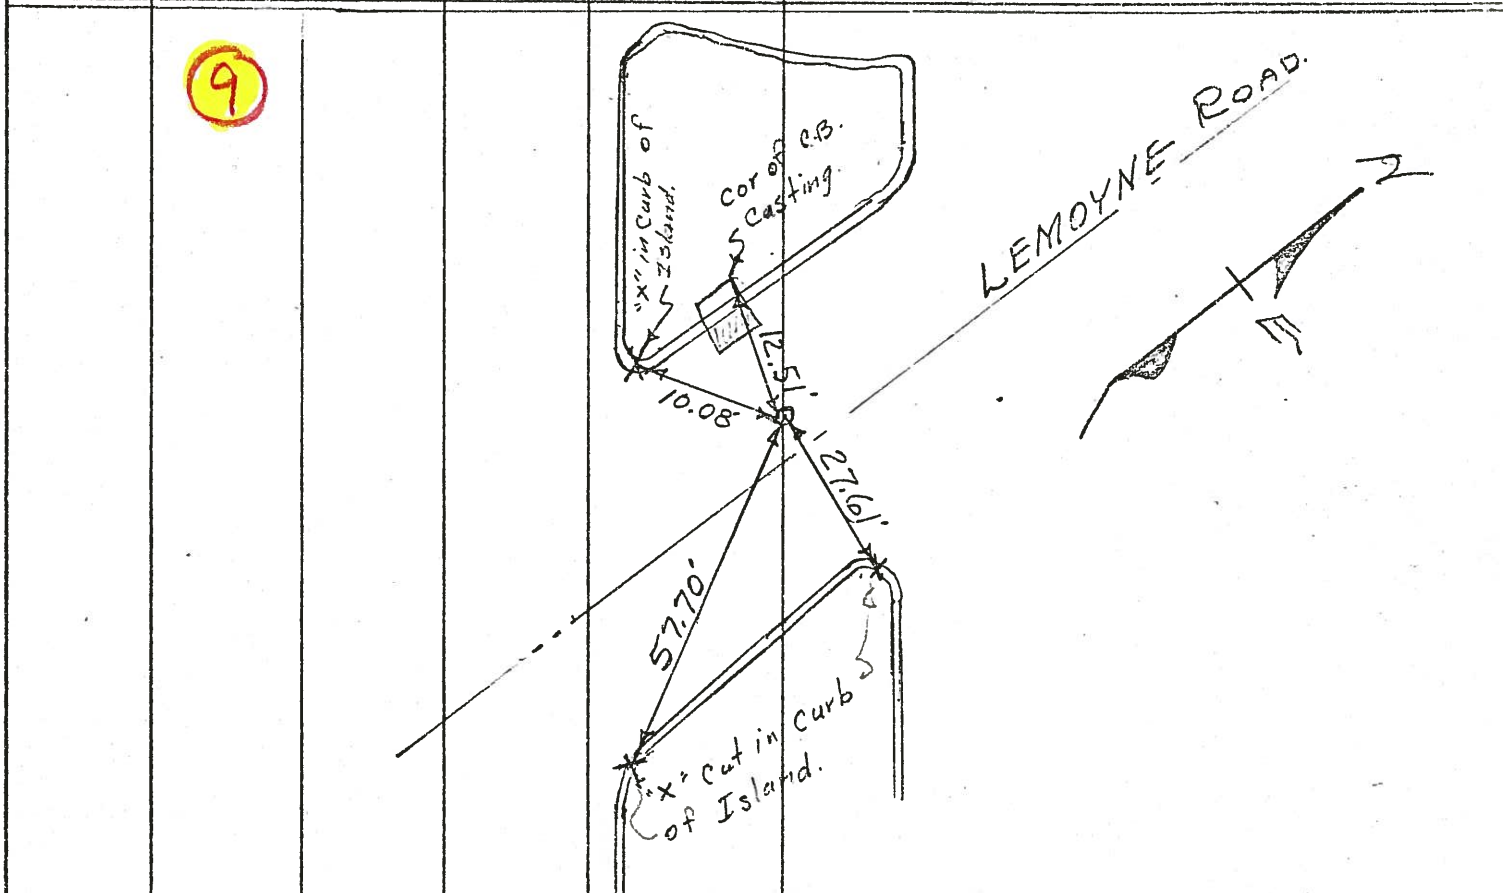 9
"x" in Curb of
Island.
cor of C.B.
Casting.
LEMOYNE ROAD.
12.51'
10.08'
27.61'
57.70'
"x" Cut in Curb
of Island.